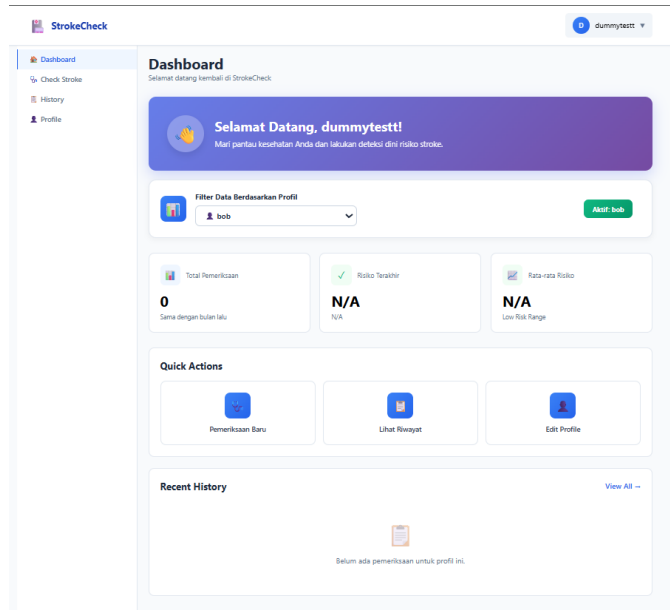 StrokeCheck
D dummytestt ▼
Dashboard
Check Stroke
History
Profile
Dashboard
Selamat datang kembali di StrokeCheck
Selamat Datang, dummytestt!
Mari pantau kesehatan Anda dan lakukan deteksi dini risiko stroke.
Filter Data Berdasarkan Profil
bob
Aktif: bob
Total Pemeriksaan
0
Sama dengan bulan lalu
Risiko Terakhir
N/A
N/A
Rata-rata Risiko
N/A
Low Risk Range
Quick Actions
Pemeriksaan Baru
Lihat Riwayat
Edit Profile
Recent History
View All →
Belum ada pemeriksaan untuk profil ini.